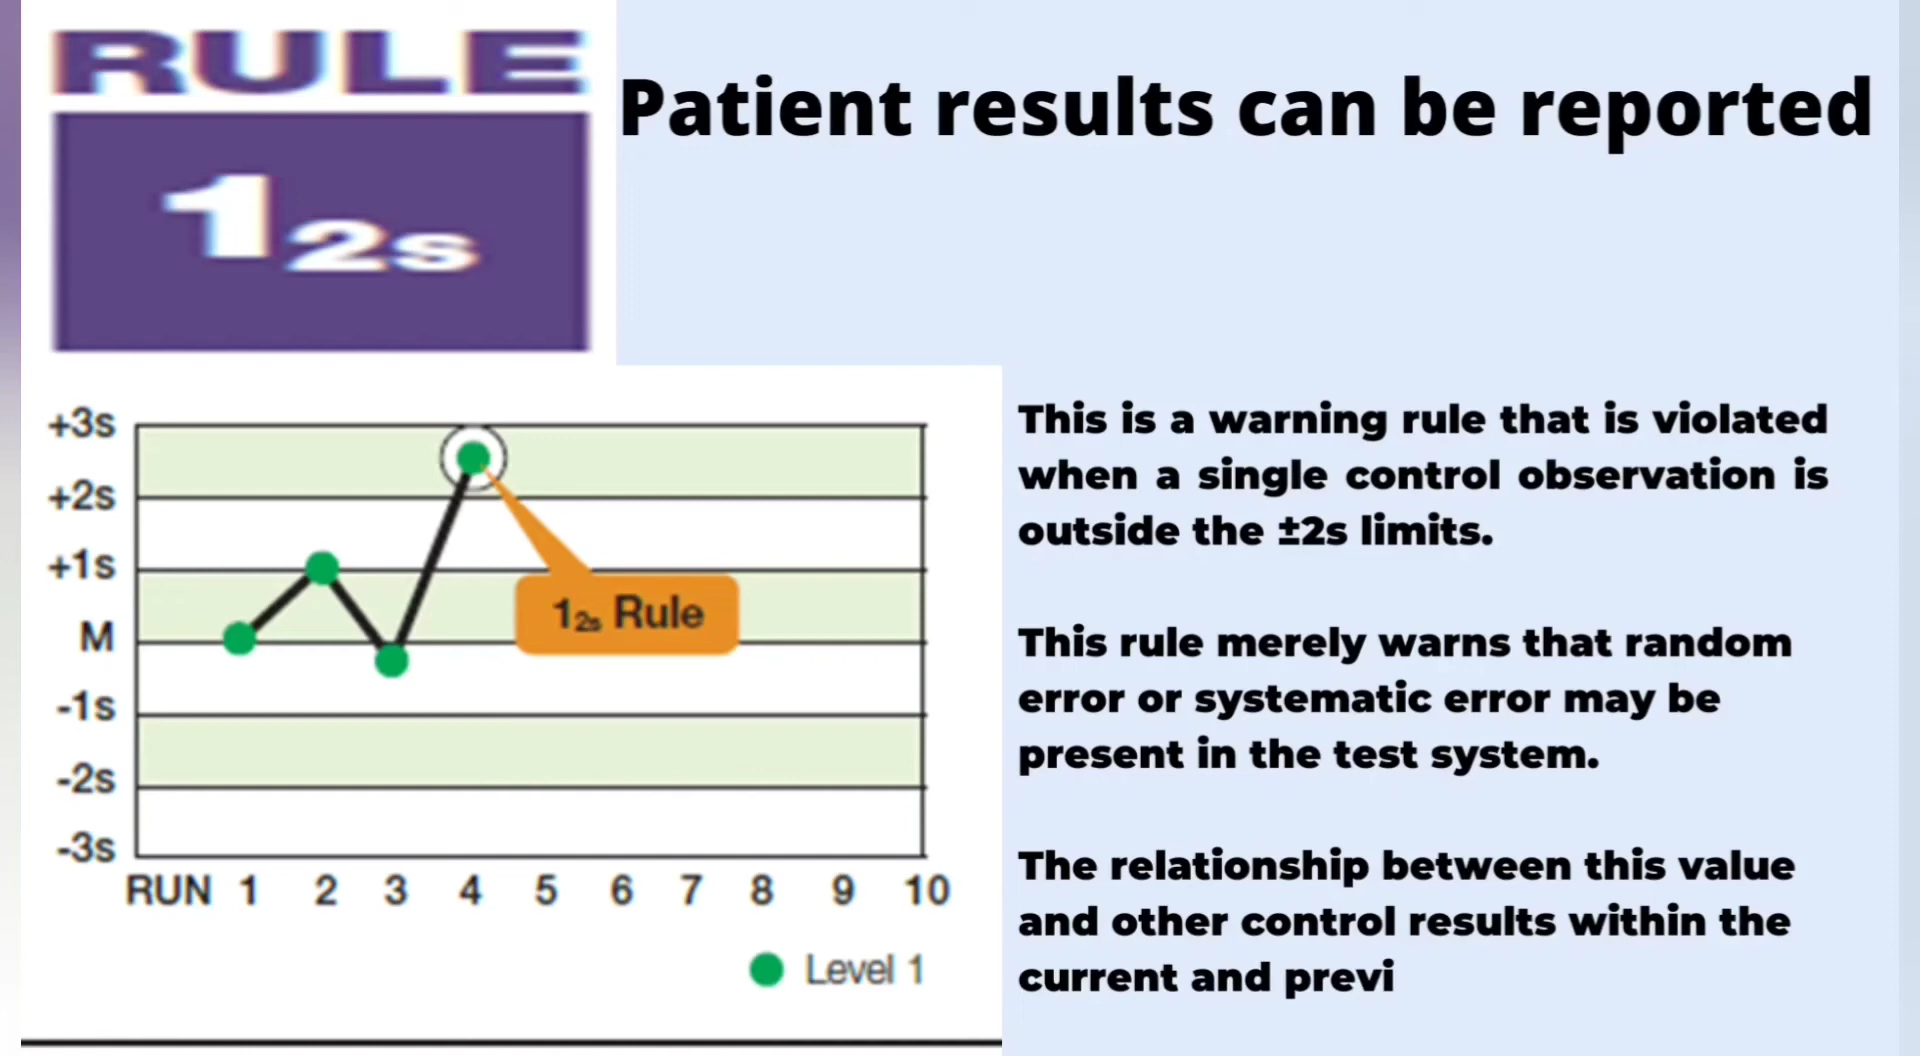 RULE
1₂ₛ
Patient results can be reported
+3s
+2s
+1s
M
-1s
-2s
-3s
1₂ₛ Rule
RUN 1 2 3 4 5 6 7 8 9 10
Level 1
This is a warning rule that is violated
when a single control observation is
outside the ±2s limits.
This rule merely warns that random
error or systematic error may be
present in the test system.
The relationship between this value
and other control results within the
current and previ